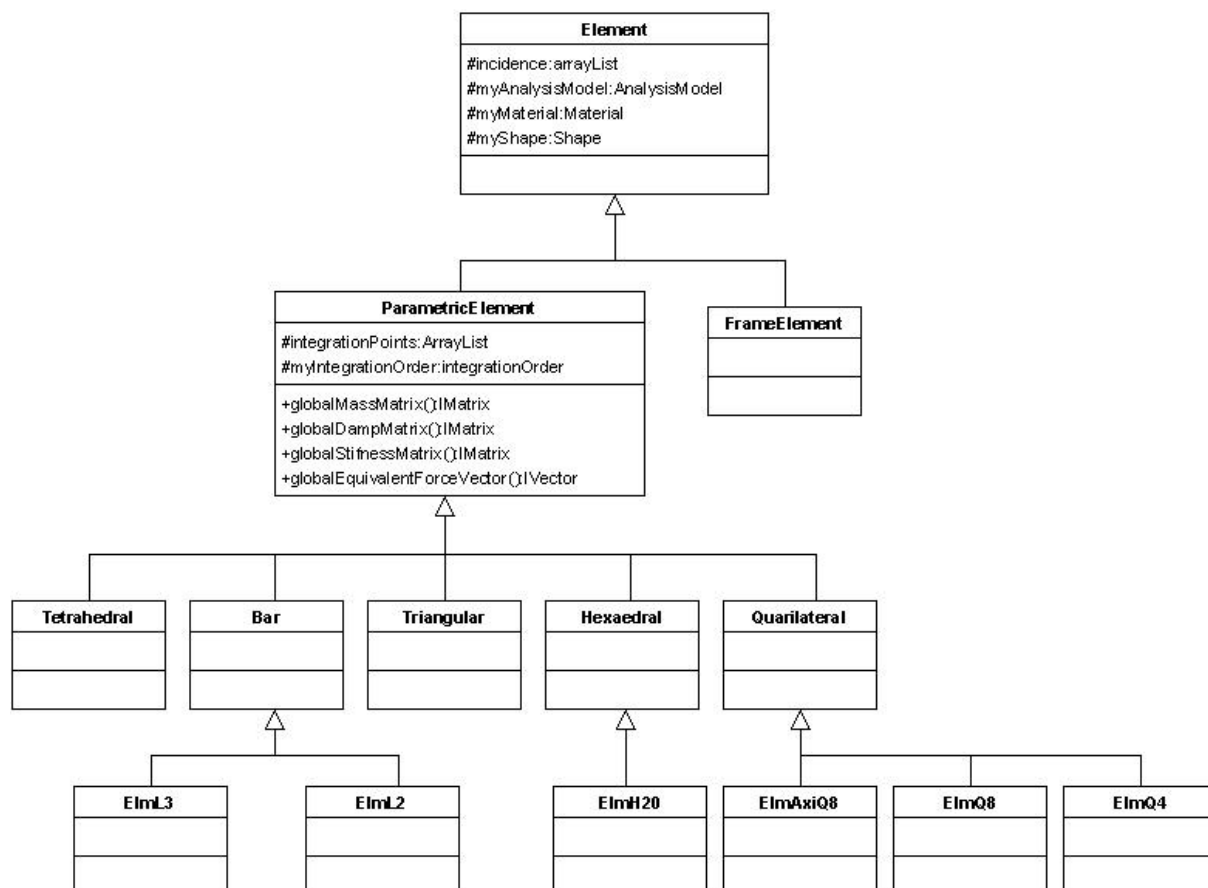 Element
#incidence:arrayList
#myAnalysisModel:AnalysisModel
#myMaterial:Material
#myShape:Shape
ParametricElement
#integrationPoints:ArrayList
#myIntegrationOrder:integrationOrder
+globalMassMatrix():IMatrix
+globalDampMatrix():IMatrix
+globalStifnessMatrix():IMatrix
+globalEquivalentForceVector():IVector
FrameElement
Tetrahedral
Bar
Triangular
Hexaedral
Quarilateral
ElmL3
ElmL2
ElmH20
ElmAxiQ8
ElmQ8
ElmQ4